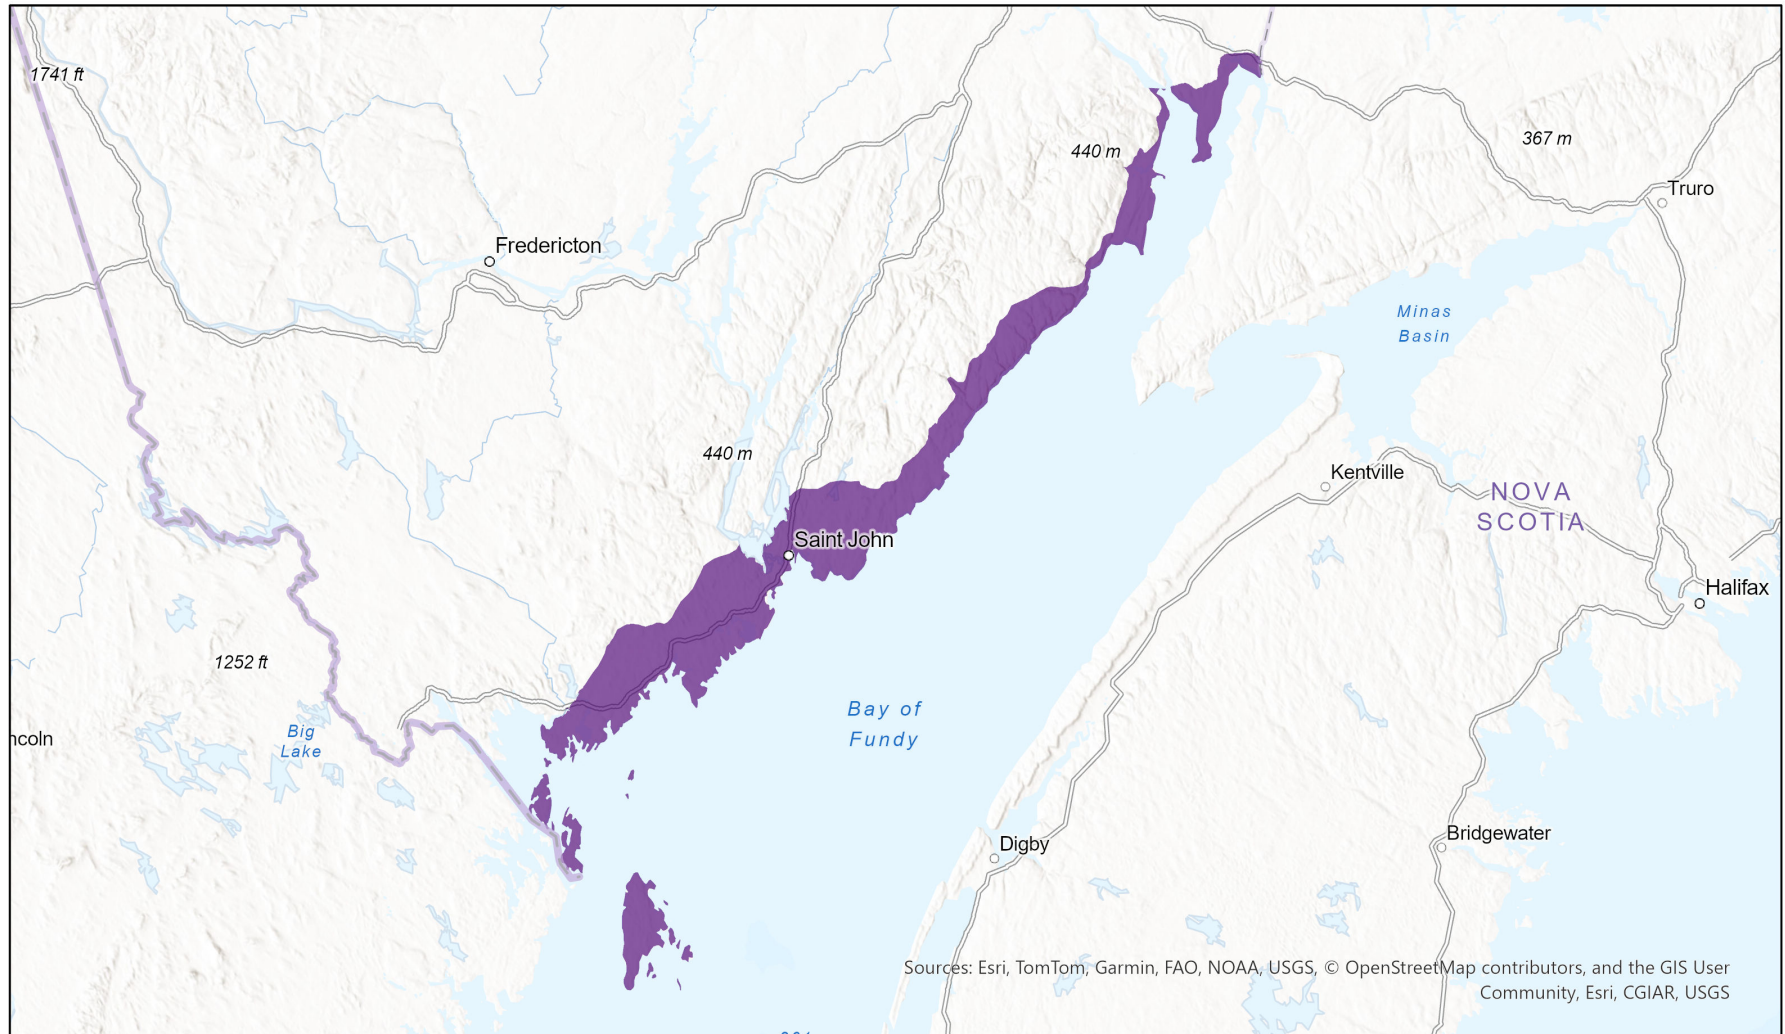 1741 ft
440 m
367 m
Truro
Fredericton
Minas
Basin
440 m
Kentville
NOVA
SCOTIA
Saint John
Halifax
1252 ft
Bay of
Fundy
Big
Lake
ncoln
Bridgewater
Digby
Sources: Esri, TomTom, Garmin, FAO, NOAA, USGS, © OpenStreetMap contributors, and the GIS User
Community, Esri, CGIAR, USGS